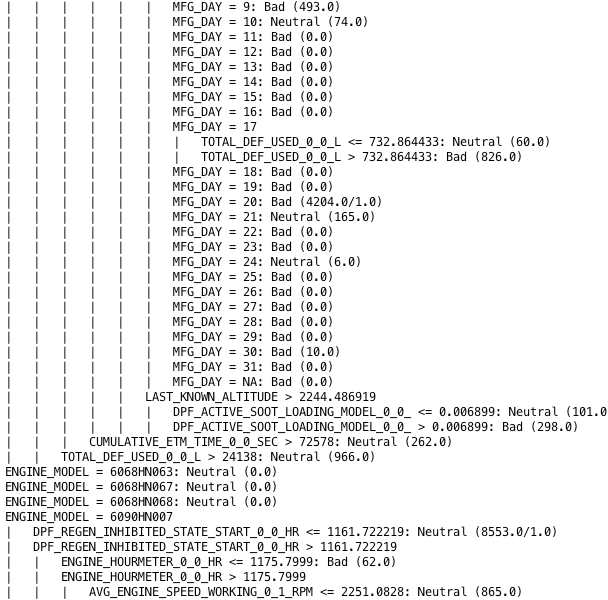 |   |   |   |   |   |   MFG_DAY = 9: Bad (493.0)
|   |   |   |   |   |   MFG_DAY = 10: Neutral (74.0)
|   |   |   |   |   |   MFG_DAY = 11: Bad (0.0)
|   |   |   |   |   |   MFG_DAY = 12: Bad (0.0)
|   |   |   |   |   |   MFG_DAY = 13: Bad (0.0)
|   |   |   |   |   |   MFG_DAY = 14: Bad (0.0)
|   |   |   |   |   |   MFG_DAY = 15: Bad (0.0)
|   |   |   |   |   |   MFG_DAY = 16: Bad (0.0)
|   |   |   |   |   |   MFG_DAY = 17
|   |   |   |   |   |   |   TOTAL_DEF_USED_0_0_L <= 732.864433: Neutral (60.0)
|   |   |   |   |   |   |   TOTAL_DEF_USED_0_0_L > 732.864433: Bad (826.0)
|   |   |   |   |   |   MFG_DAY = 18: Bad (0.0)
|   |   |   |   |   |   MFG_DAY = 19: Bad (0.0)
|   |   |   |   |   |   MFG_DAY = 20: Bad (4204.0/1.0)
|   |   |   |   |   |   MFG_DAY = 21: Neutral (165.0)
|   |   |   |   |   |   MFG_DAY = 22: Bad (0.0)
|   |   |   |   |   |   MFG_DAY = 23: Bad (0.0)
|   |   |   |   |   |   MFG_DAY = 24: Neutral (6.0)
|   |   |   |   |   |   MFG_DAY = 25: Bad (0.0)
|   |   |   |   |   |   MFG_DAY = 26: Bad (0.0)
|   |   |   |   |   |   MFG_DAY = 27: Bad (0.0)
|   |   |   |   |   |   MFG_DAY = 28: Bad (0.0)
|   |   |   |   |   |   MFG_DAY = 29: Bad (0.0)
|   |   |   |   |   |   MFG_DAY = 30: Bad (10.0)
|   |   |   |   |   |   MFG_DAY = 31: Bad (0.0)
|   |   |   |   |   |   MFG_DAY = NA: Bad (0.0)
|   |   |   |   |   LAST_KNOWN_ALTITUDE > 2244.486919
|   |   |   |   |   |   DPF_ACTIVE_SOOT_LOADING_MODEL_0_0_ <= 0.006899: Neutral (101.0
|   |   |   |   |   |   DPF_ACTIVE_SOOT_LOADING_MODEL_0_0_ > 0.006899: Bad (298.0)
|   |   |   CUMULATIVE_ETM_TIME_0_0_SEC > 72578: Neutral (262.0)
|   |   TOTAL_DEF_USED_0_0_L > 24138: Neutral (966.0)
ENGINE_MODEL = 6068HN063: Neutral (0.0)
ENGINE_MODEL = 6068HN067: Neutral (0.0)
ENGINE_MODEL = 6068HN068: Neutral (0.0)
ENGINE_MODEL = 6090HN007
|   DPF_REGEN_INHIBITED_STATE_START_0_0_HR <= 1161.722219: Neutral (8553.0/1.0)
|   DPF_REGEN_INHIBITED_STATE_START_0_0_HR > 1161.722219
|   |   ENGINE_HOURMETER_0_0_HR <= 1175.7999: Bad (62.0)
|   |   ENGINE_HOURMETER_0_0_HR > 1175.7999
|   |   |   AVG_ENGINE_SPEED_WORKING_0_1_RPM <= 2251.0828: Neutral (865.0)